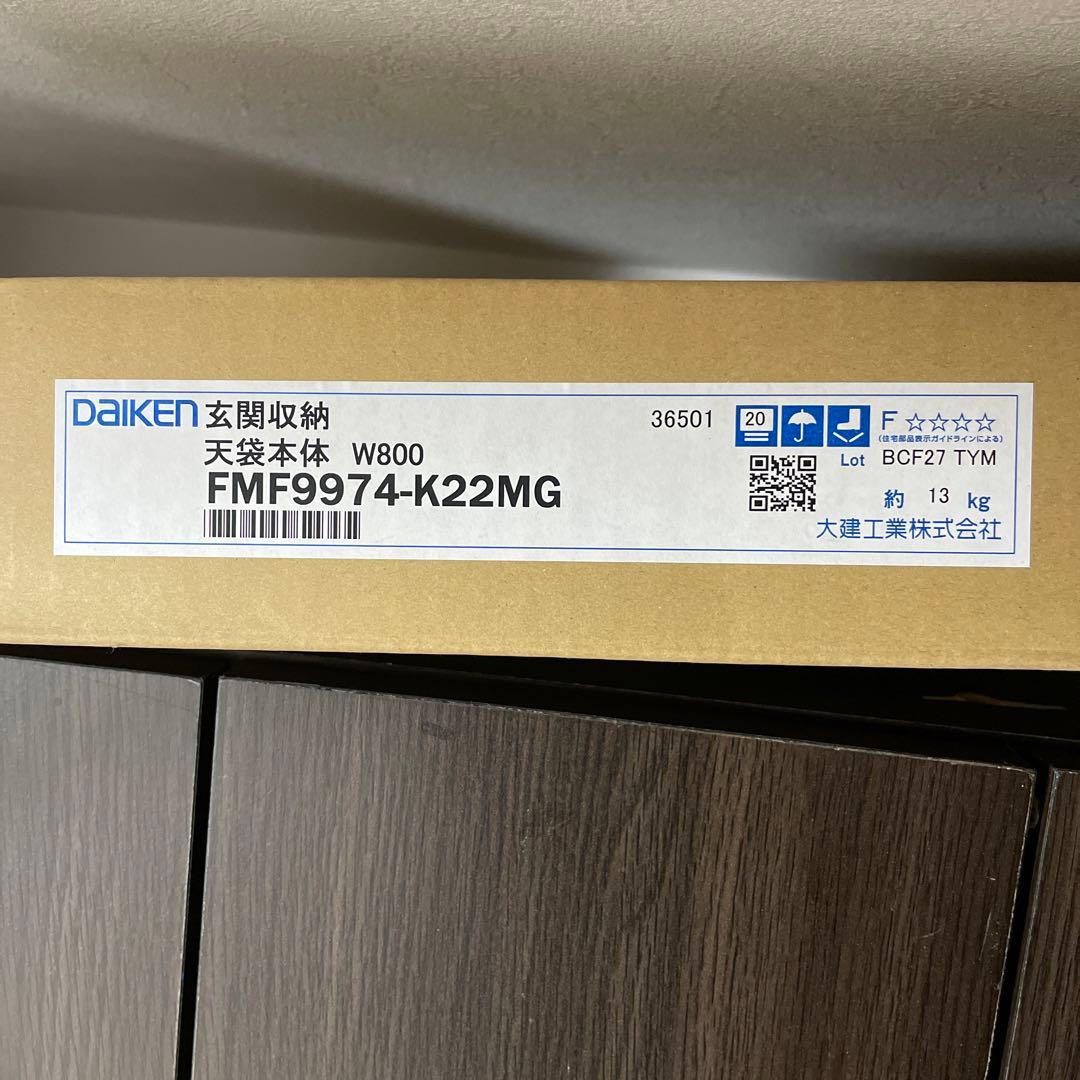 DAIKEN 玄関収納
天袋本体 W800
FMF9974-K22MG
36501
20
F☆☆☆☆
(住宅部品表示ガイドラインによる)
Lot BCF27 TYM
約 13 kg
大建工業株式会社